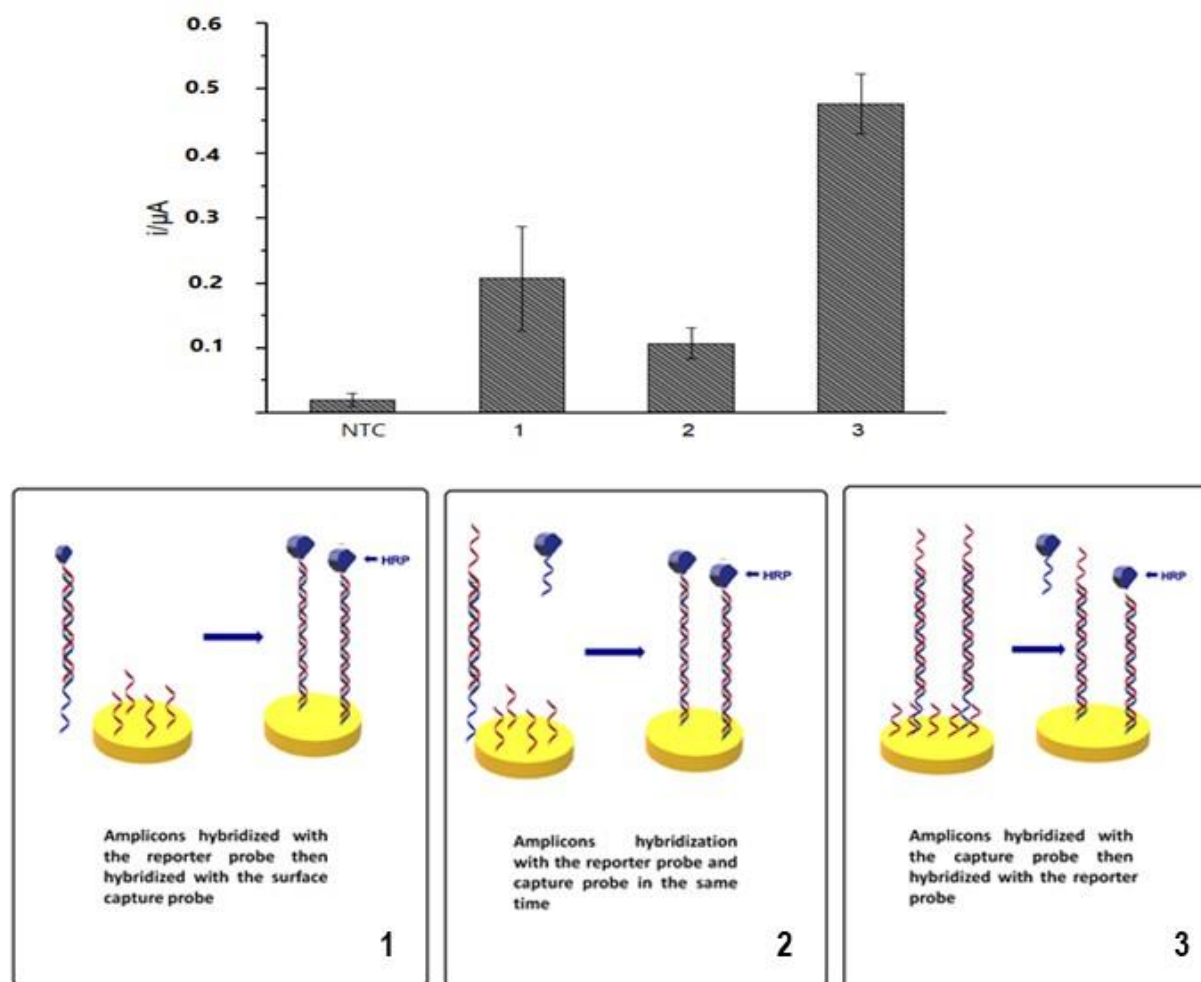 0.6
0.5
0.4
0.3
0.2
0.1
i/µA
NTC 1 2 3
HRP
Amplicons hybridized with
the reporter probe then
hybridized with the surface
capture probe
1
HRP
Amplicons hybridization
with the reporter probe and
capture probe in the same
time
2
HRP
Amplicons hybridized with
the capture probe then
hybridized with the reporter
probe
3